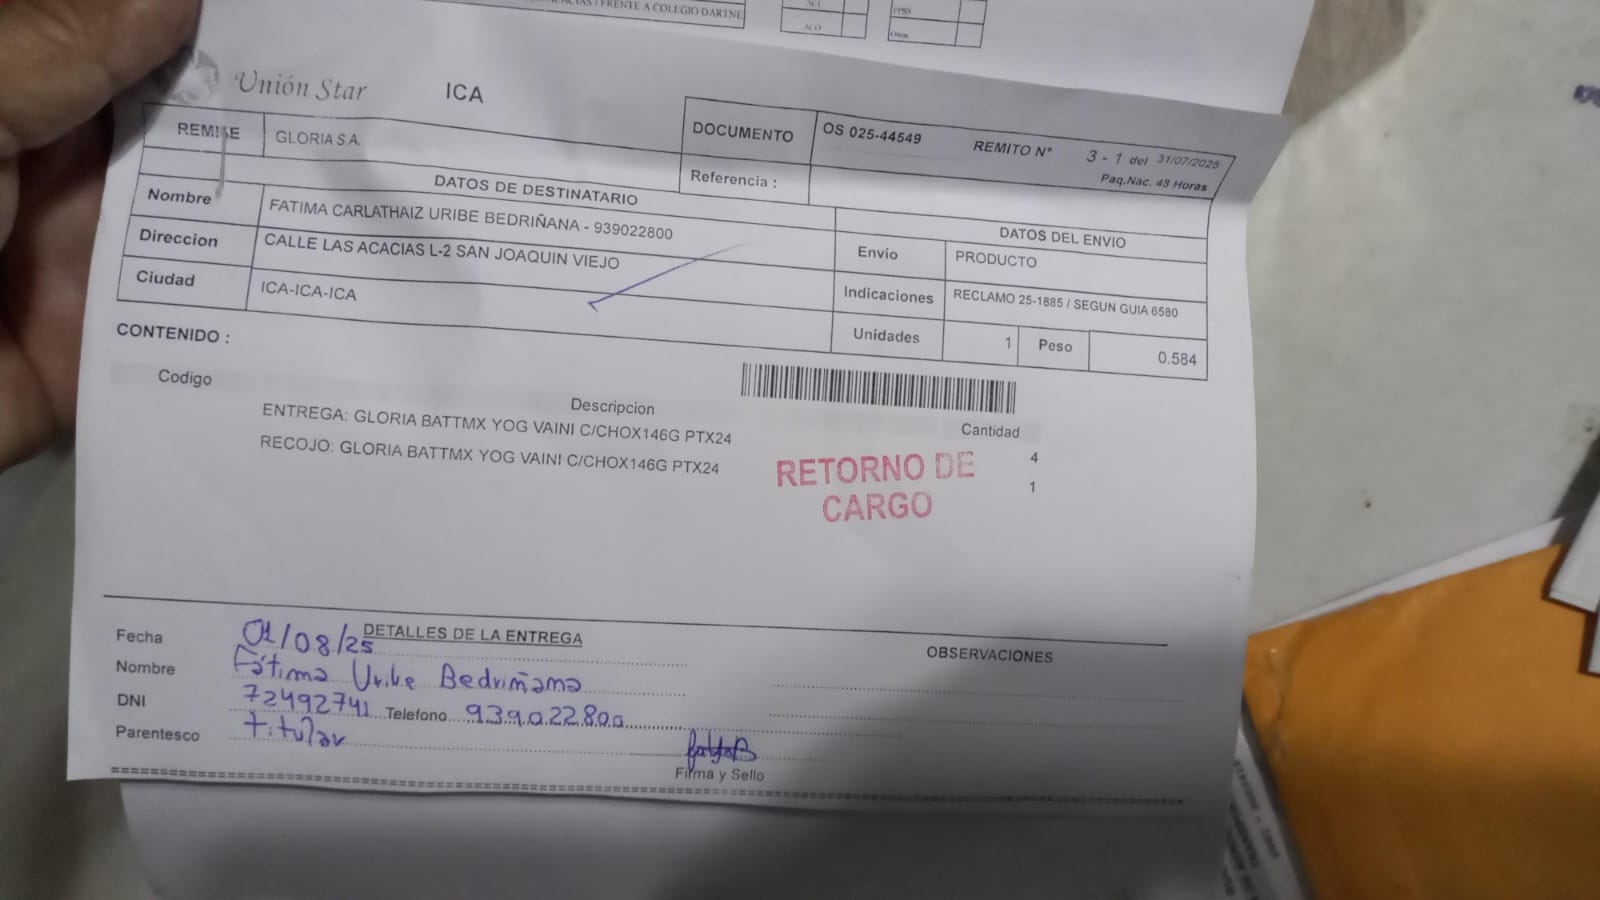 FRENTE A COLEGIO DARTNE
ACO
Otros
Unión Star
ICA
REMITE
GLORIA S.A.
DOCUMENTO
OS 025-44549
REMITO N°
3 - 1 del 31/07/2025
Paq.Nac. 48 Horas
Referencia :
DATOS DE DESTINATARIO
Nombre
FATIMA CARLATHAIZ URIBE BEDRIÑANA - 939022800
Direccion
CALLE LAS ACACIAS L-2 SAN JOAQUIN VIEJO
Ciudad
ICA-ICA-ICA
DATOS DEL ENVIO
Envio
PRODUCTO
Indicaciones
RECLAMO 25-1885 / SEGUN GUIA 6580
Unidades
1
Peso
0.584
CONTENIDO :
Codigo
Descripcion
Cantidad
ENTREGA: GLORIA BATTMX YOG VAINI C/CHOX146G PTX24
4
RECOJO: GLORIA BATTMX YOG VAINI C/CHOX146G PTX24
1
RETORNO DE
CARGO
DETALLES DE LA ENTREGA
OBSERVACIONES
Fecha
01/08/25
Nombre
Fátima Uribe Bedriñana
DNI
72492741
Telefono
939022800
Parentesco
Titular
Firma y Sello